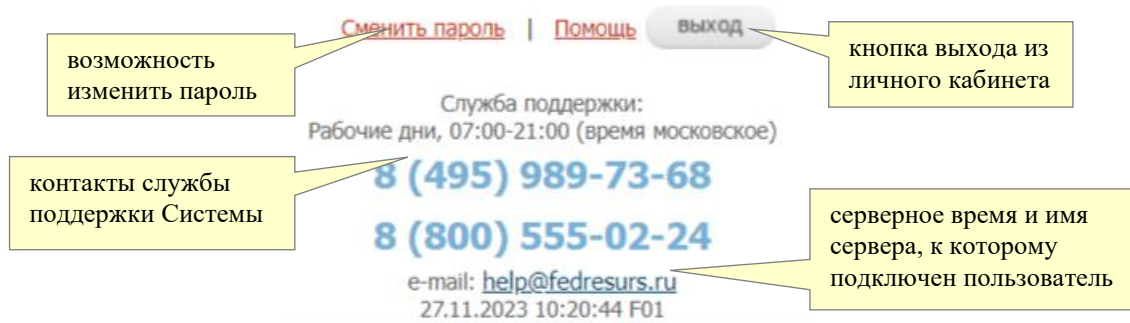 Сменить пароль | Помощь выход
возможность
изменить пароль
кнопка выхода из
личного кабинета
Служба поддержки:
Рабочие дни, 07:00-21:00 (время московское)
8 (495) 989-73-68
контакты службы
поддержки Системы
8 (800) 555-02-24
серверное время и имя
сервера, к которому
подключен пользователь
e-mail: help@fedresurs.ru
27.11.2023 10:20:44 F01